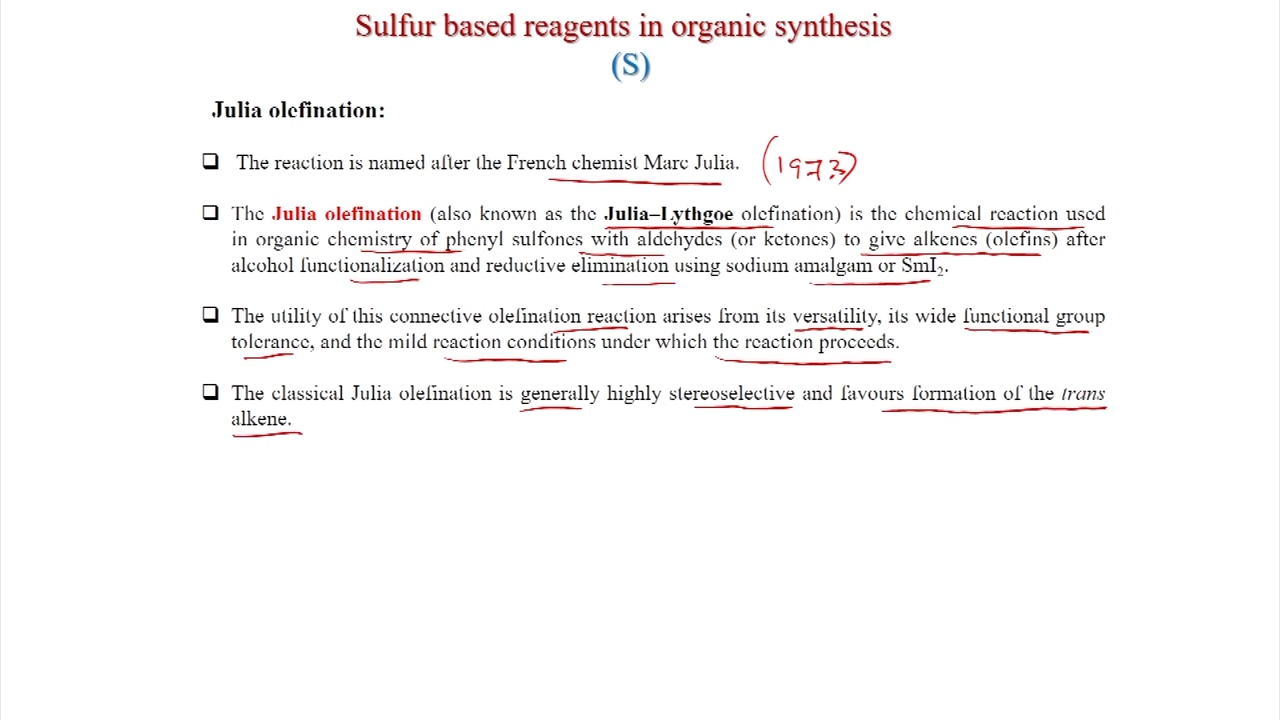 Sulfur based reagents in organic synthesis
(S)
Julia olefination:
The reaction is named after the French chemist Marc Julia. (1973)
The Julia olefination (also known as the Julia–Lythgoe olefination) is the chemical reaction used
in organic chemistry of phenyl sulfones with aldehydes (or ketones) to give alkenes (olefins) after
alcohol functionalization and reductive elimination using sodium amalgam or SmI₂.
The utility of this connective olefination reaction arises from its versatility, its wide functional group
tolerance, and the mild reaction conditions under which the reaction proceeds.
The classical Julia olefination is generally highly stereoselective and favours formation of the trans
alkene.